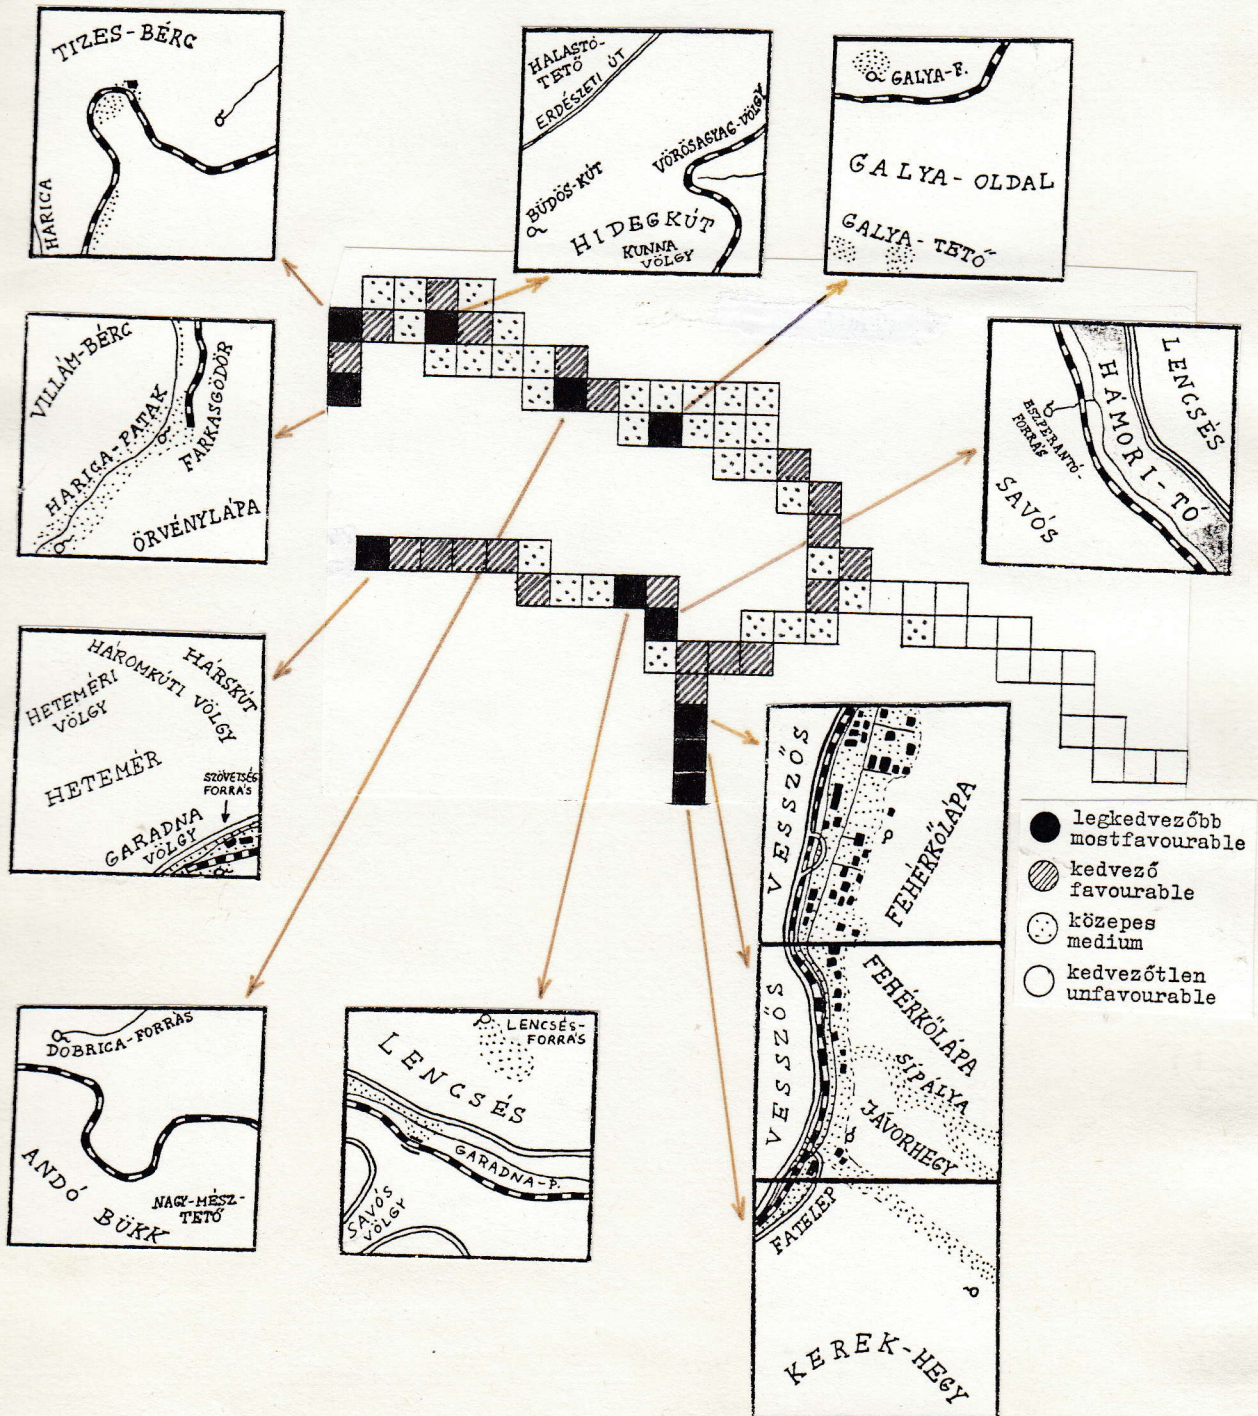 TIZES-BÉRC
HARICA
HALASTÓ-
TETŐ
ERDÉSZETI ÚT
VÖRÖSAGYAG-VÖLGY
BÜDÖS-KÚT
HIDEGKÚT
KUNNA
VÖLGY
GALYA-F.
GALYA-OLDAL
GALYA-TETŐ
VILLÁM-BÉRC
HARICA-PATAK
FARKASGÖDÖR
ÖRVÉNYLÁPA
LENCSÉS
HÁMORI-TÓ
ESZPERANTÓ-
FORRÁS
SAVÓS
HÁRSKÚT
HÁROMKÚTI VÖLGY
HETEMÉRI
VÖLGY
HETEMÉR
SZÖVETSÉG
FORRÁS
GARADNA
VÖLGY
VESSZŐS
FEHÉRKŐLÁPA
legkedvezőbb
mostfavourable
kedvező
favourable
közepes
medium
kedvezőtlen
unfavourable
DOBRICA-FORRÁS
ANDÓ
BÜKK
NAGY-MÉSZ-
TETŐ
LENCSÉS-
FORRÁS
LENCSÉS
GARADNA-P.
SAVÓS
VÖLGY
VESSZŐS
FEHÉRKŐLÁPA
SÍPÁLYA
JÁVORHEGY
FATELEP
KEREK-HEGY